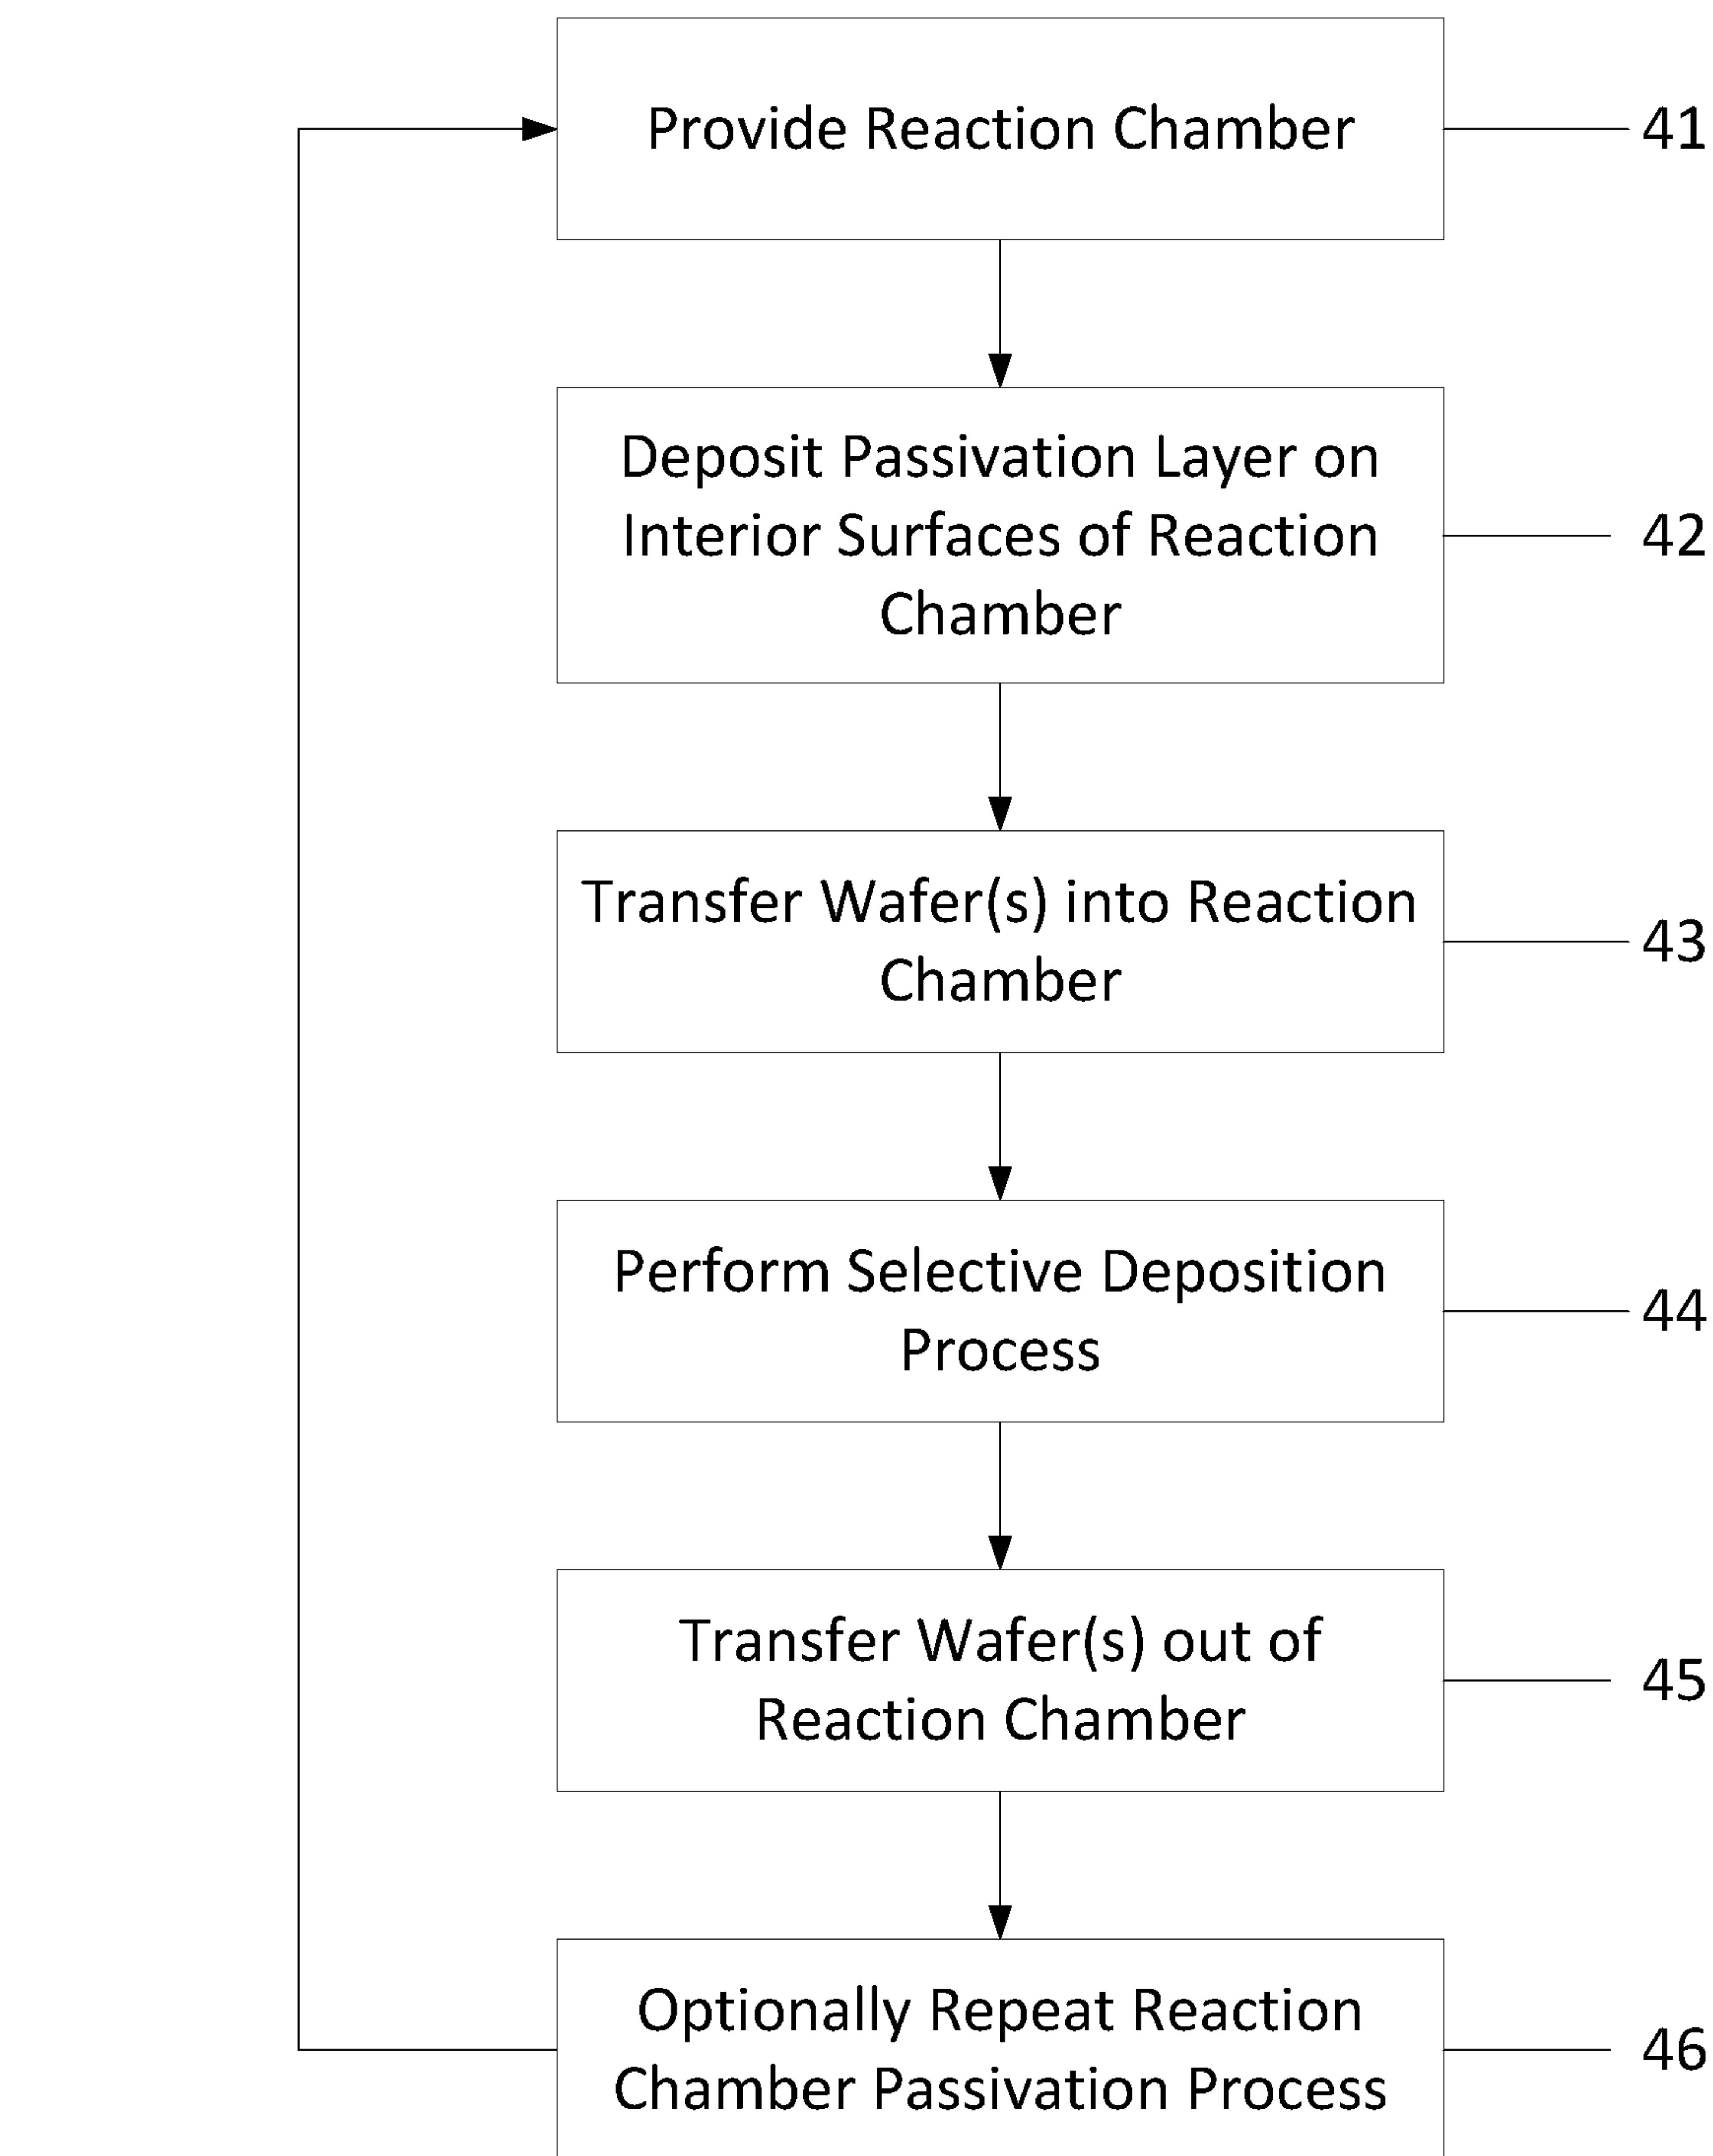 Provide Reaction Chamber
41
Deposit Passivation Layer on
Interior Surfaces of Reaction
Chamber
42
Transfer Wafer(s) into Reaction
Chamber
43
Perform Selective Deposition
Process
44
Transfer Wafer(s) out of
Reaction Chamber
45
Optionally Repeat Reaction
Chamber Passivation Process
46